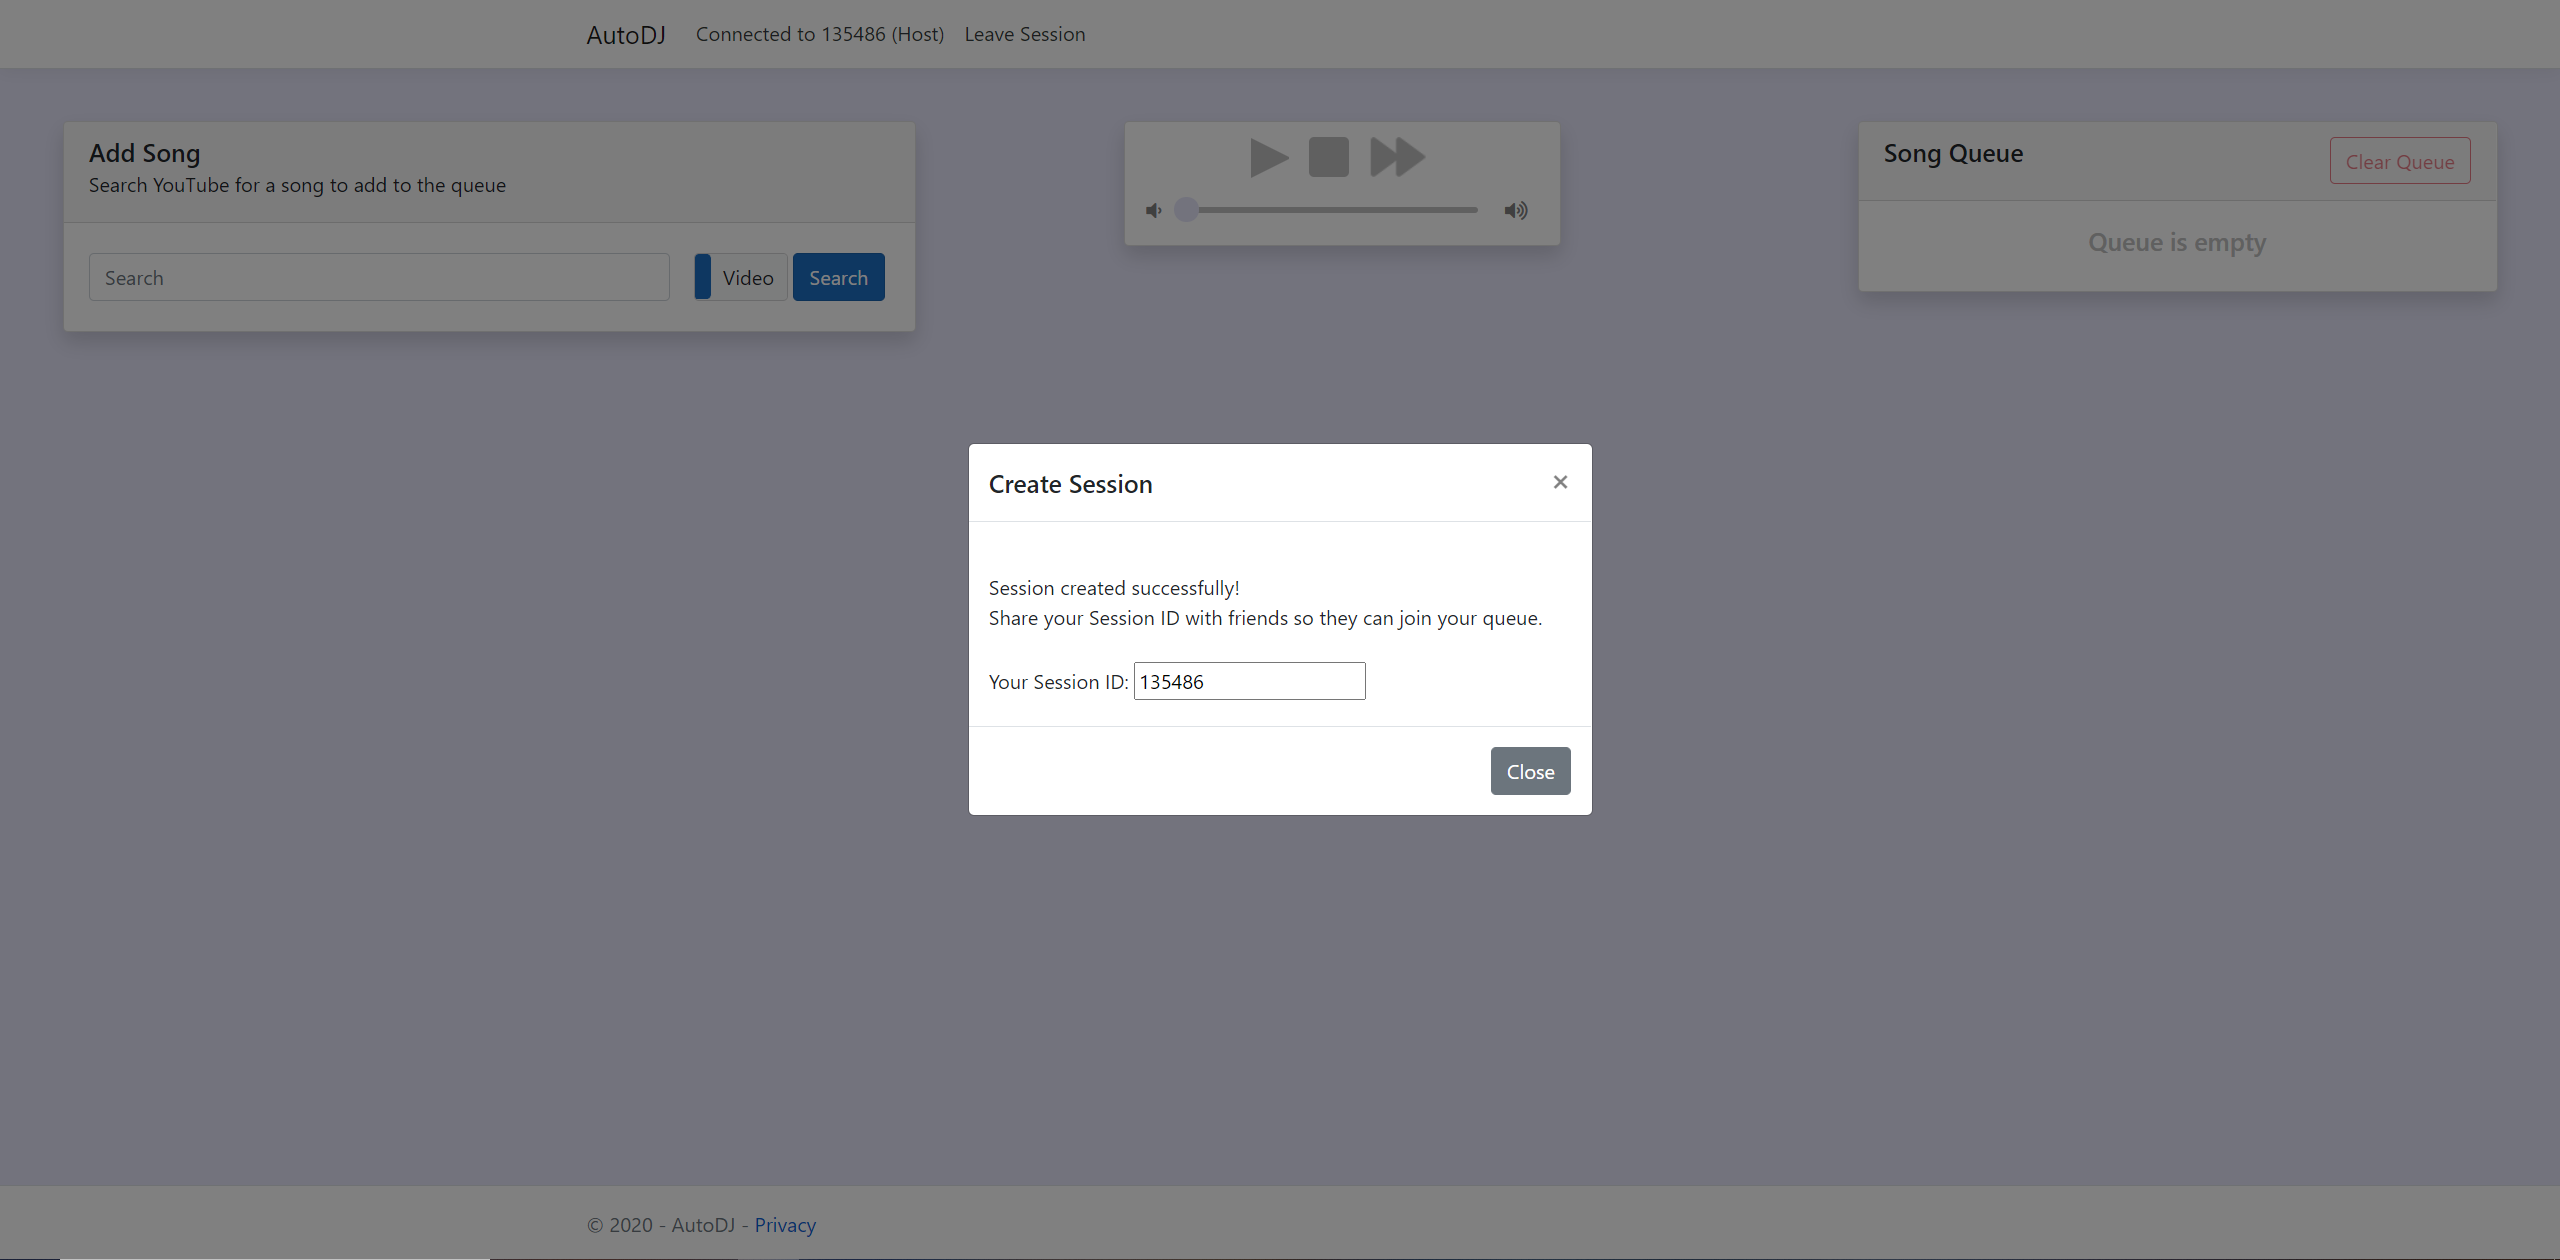 AutoDJ Connected to 135486 (Host) Leave Session
Add Song
Search YouTube for a song to add to the queue
Search Video Search
Song Queue Clear Queue
Queue is empty
Create Session ×
Session created successfully!
Share your Session ID with friends so they can join your queue.
Your Session ID: 135486
Close
© 2020 - AutoDJ - Privacy